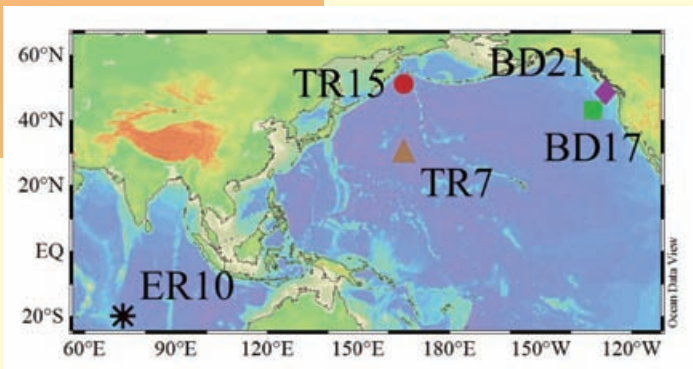 60°N
40°N
20°N
EQ
20°S
TR15
BD21
BD17
TR7
ER10
60°E 90°E 120°E 150°E 180°E 150°W 120°W
Ocean Data View